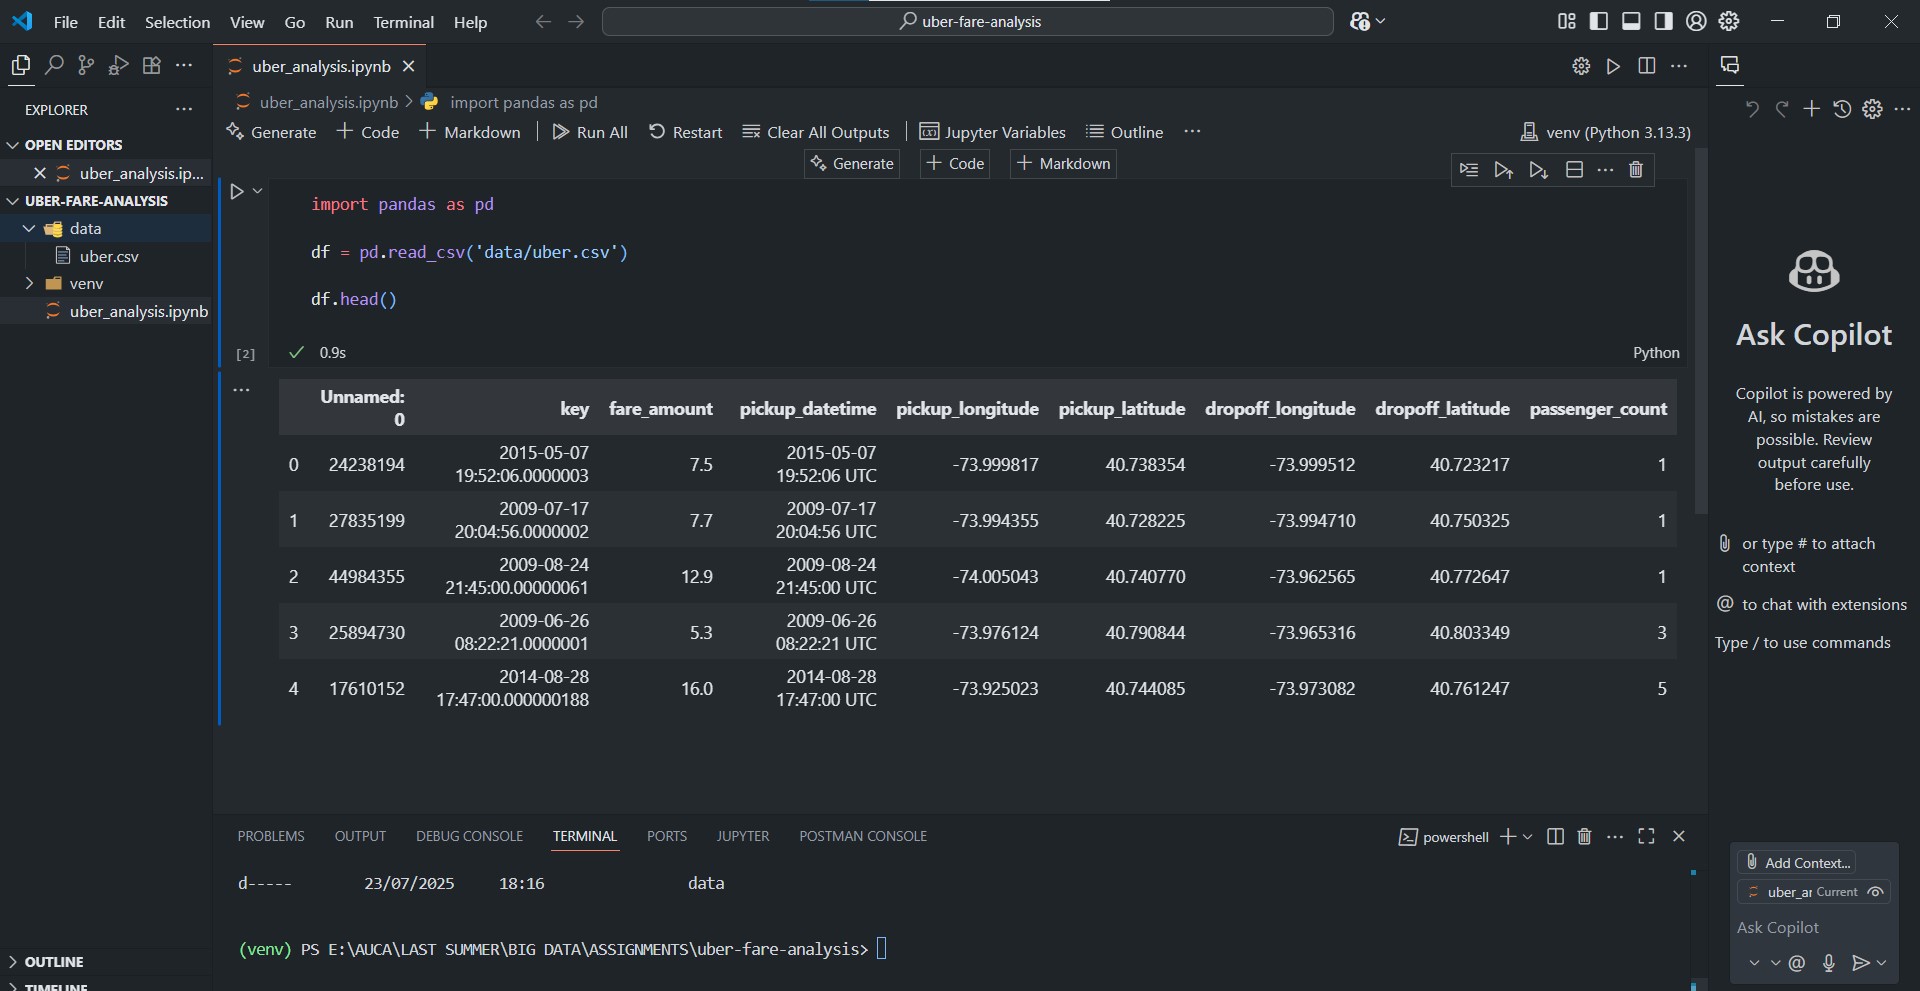 File Edit Selection View Go Run Terminal Help
uber-fare-analysis
uber_analysis.ipynb
EXPLORER
OPEN EDITORS
uber_analysis.ip...
UBER-FARE-ANALYSIS
data
uber.csv
venv
uber_analysis.ipynb
OUTLINE
TIMELINE
uber_analysis.ipynb > import pandas as pd
Generate + Code + Markdown | Run All Restart Clear All Outputs | Jupyter Variables Outline ...
venv (Python 3.13.3)
Generate + Code + Markdown
import pandas as pd
df = pd.read_csv('data/uber.csv')
df.head()
[2] 0.9s Python
Unnamed: 0 key fare_amount pickup_datetime pickup_longitude pickup_latitude dropoff_longitude dropoff_latitude passenger_count
0 24238194 2015-05-07 19:52:06.0000003 7.5 2015-05-07 19:52:06 UTC -73.999817 40.738354 -73.999512 40.723217 1
1 27835199 2009-07-17 20:04:56.0000002 7.7 2009-07-17 20:04:56 UTC -73.994355 40.728225 -73.994710 40.750325 1
2 44984355 2009-08-24 21:45:00.00000061 12.9 2009-08-24 21:45:00 UTC -74.005043 40.740770 -73.962565 40.772647 1
3 25894730 2009-06-26 08:22:21.0000001 5.3 2009-06-26 08:22:21 UTC -73.976124 40.790844 -73.965316 40.803349 3
4 17610152 2014-08-28 17:47:00.000000188 16.0 2014-08-28 17:47:00 UTC -73.925023 40.744085 -73.973082 40.761247 5
PROBLEMS OUTPUT DEBUG CONSOLE TERMINAL PORTS JUPYTER POSTMAN CONSOLE
powershell
d----- 23/07/2025 18:16 data
(venv) PS E:\AUCA\LAST SUMMER\BIG DATA\ASSIGNMENTS\uber-fare-analysis>
Ask Copilot
Copilot is powered by
AI, so mistakes are
possible. Review
output carefully
before use.
or type # to attach
context
@ to chat with extensions
Type / to use commands
Add Context...
uber_ar Current
Ask Copilot
@